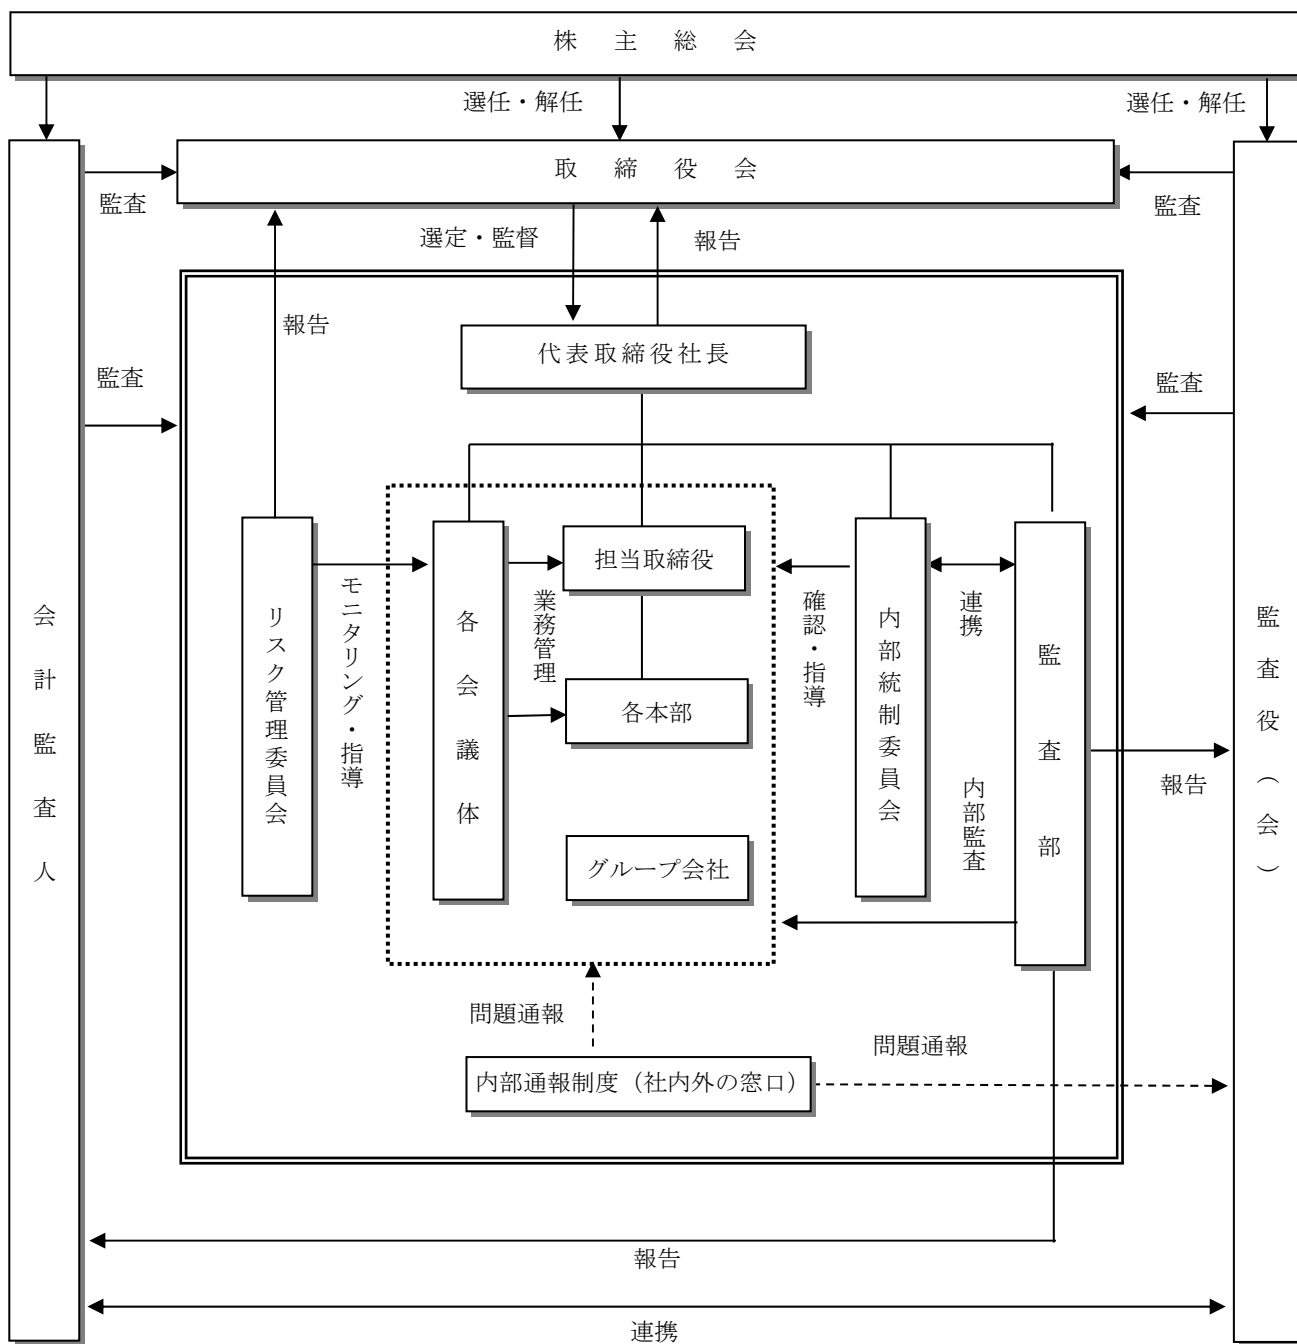 株主総会
選任・解任
選任・解任
取締役会
監査
監査
選定・監督
報告
報告
代表取締役社長
監査
監査
会計監査人
リスク管理委員会
モニタリング・指導
各会議体
業務管理
担当取締役
各本部
グループ会社
確認・指導
内部統制委員会
連携
内部監査
監査部
報告
監査役（会）
問題通報
問題通報
内部通報制度（社内外の窓口）
報告
連携